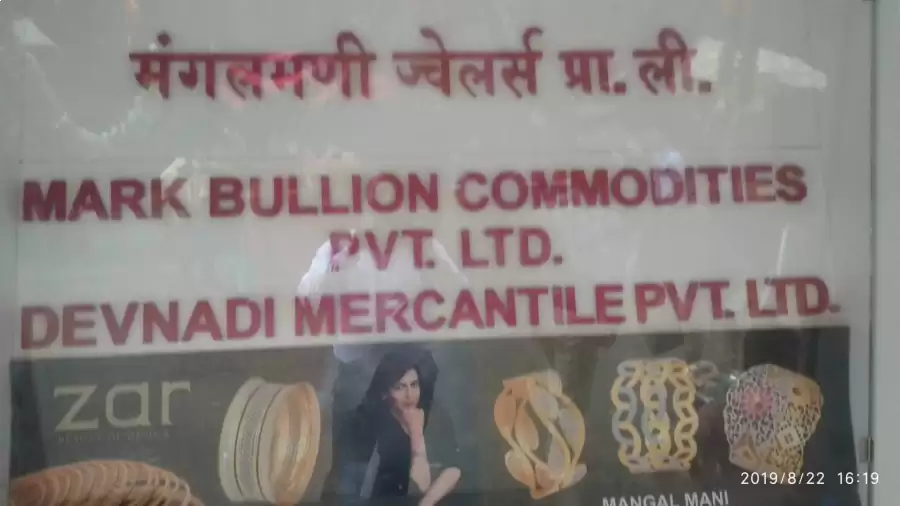 मंगलमणी ज्वेलर्स प्रा. ली.
MARK BULLION COMMODITIES
PVT. LTD.
DEVNADI MERCANTILE PVT. LTD.
zar
MANGAL MANI
2019/8/22 16:19